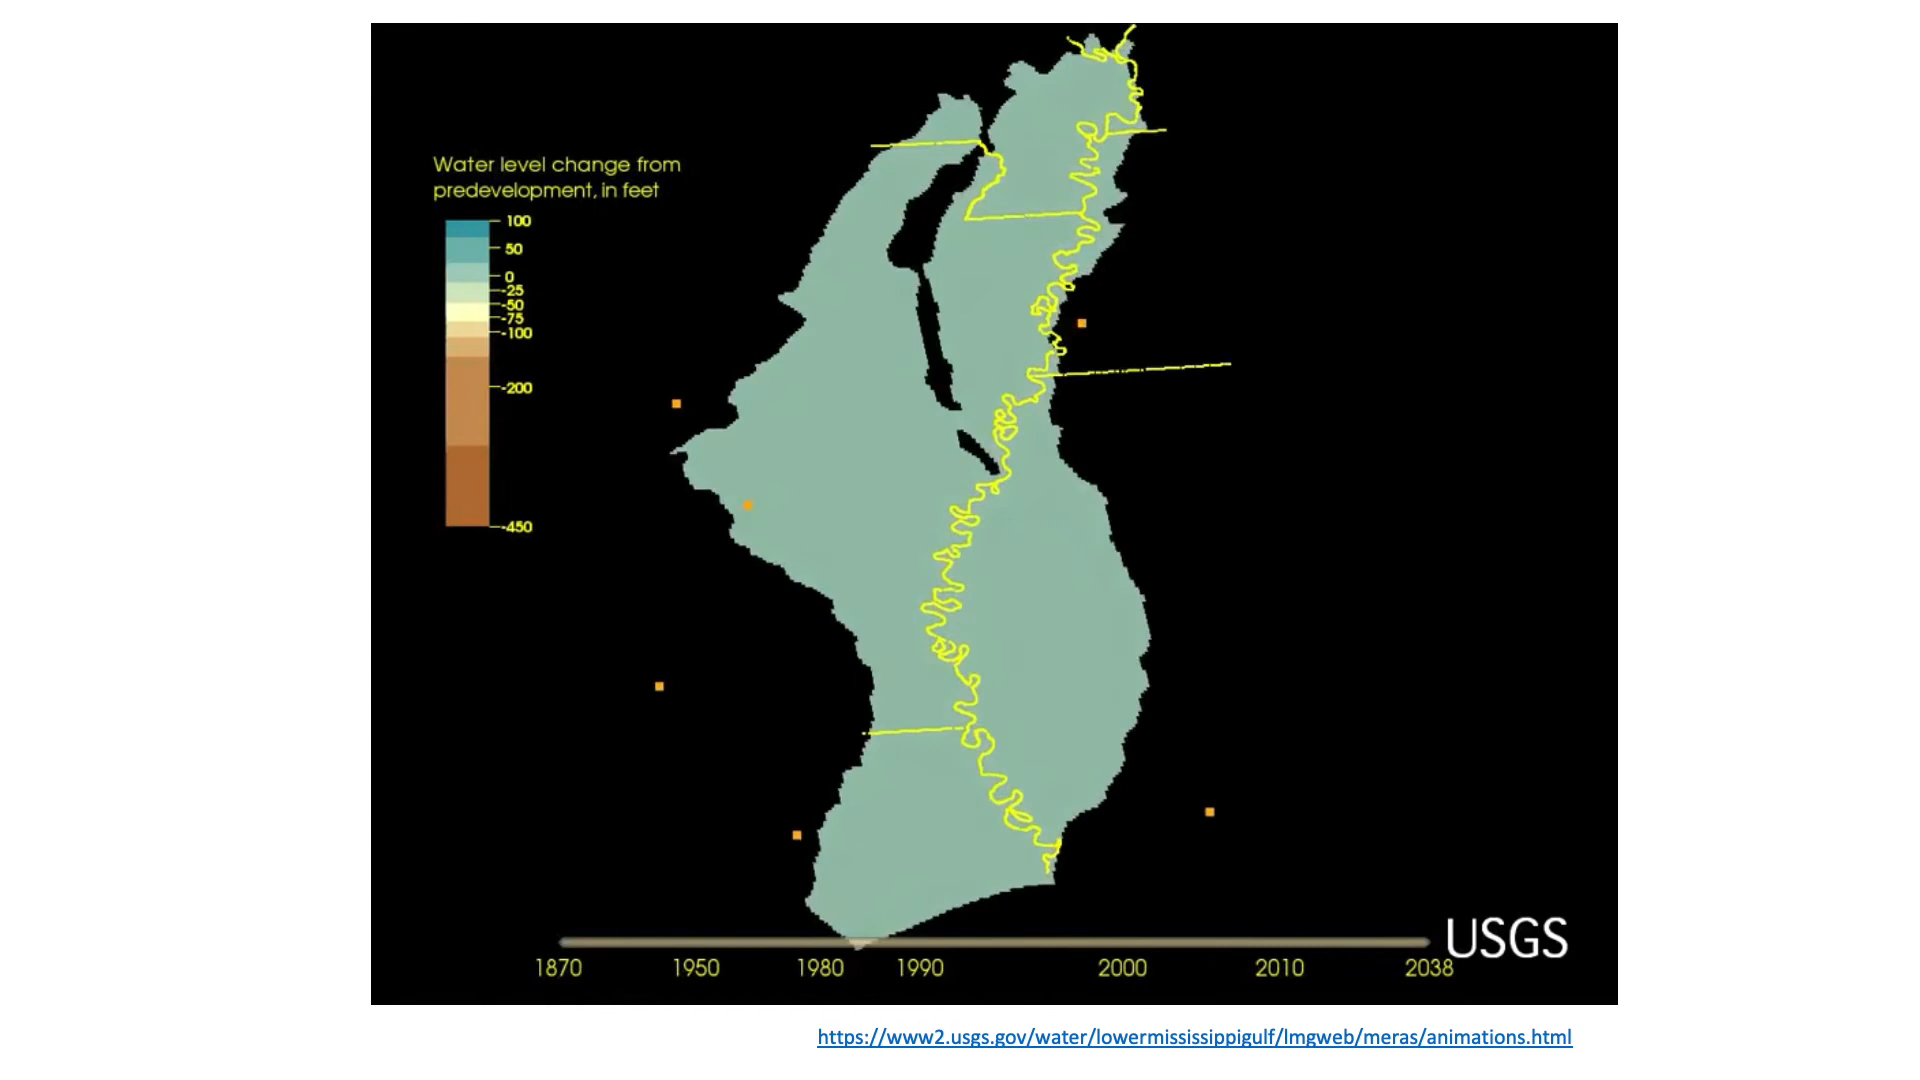 Water level change from
predevelopment, in feet
100
50
0
-25
-50
-75
-100
-200
-450
USGS
1870 1950 1980 1990 2000 2010 2038
https://www2.usgs.gov/water/lowermississippigulf/lmgweb/meras/animations.html